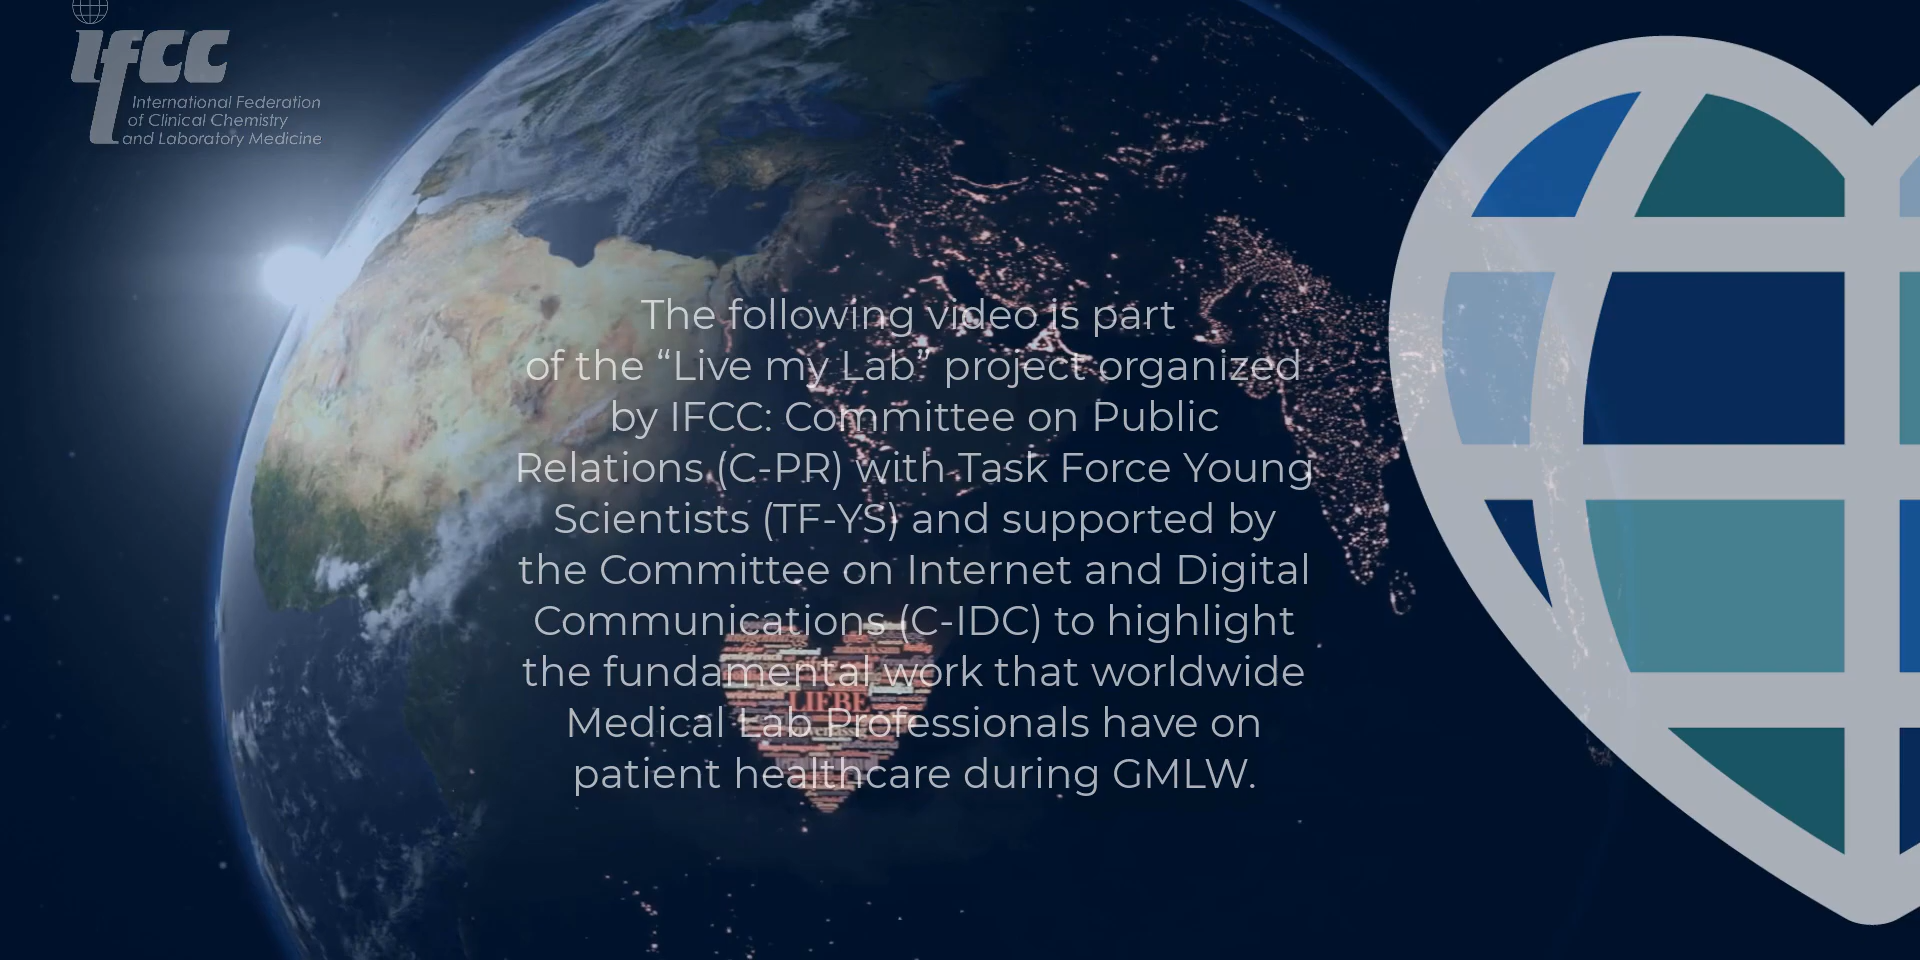 ifcc
International Federation
of Clinical Chemistry
and Laboratory Medicine
The following video is part
of the “Live my Lab” project organized
by IFCC: Committee on Public
Relations (C-PR) with Task Force Young
Scientists (TF-YS) and supported by
the Committee on Internet and Digital
Communications (C-IDC) to highlight
the fundamental work that worldwide
Medical Lab Professionals have on
patient healthcare during GMLW.
LIEBE